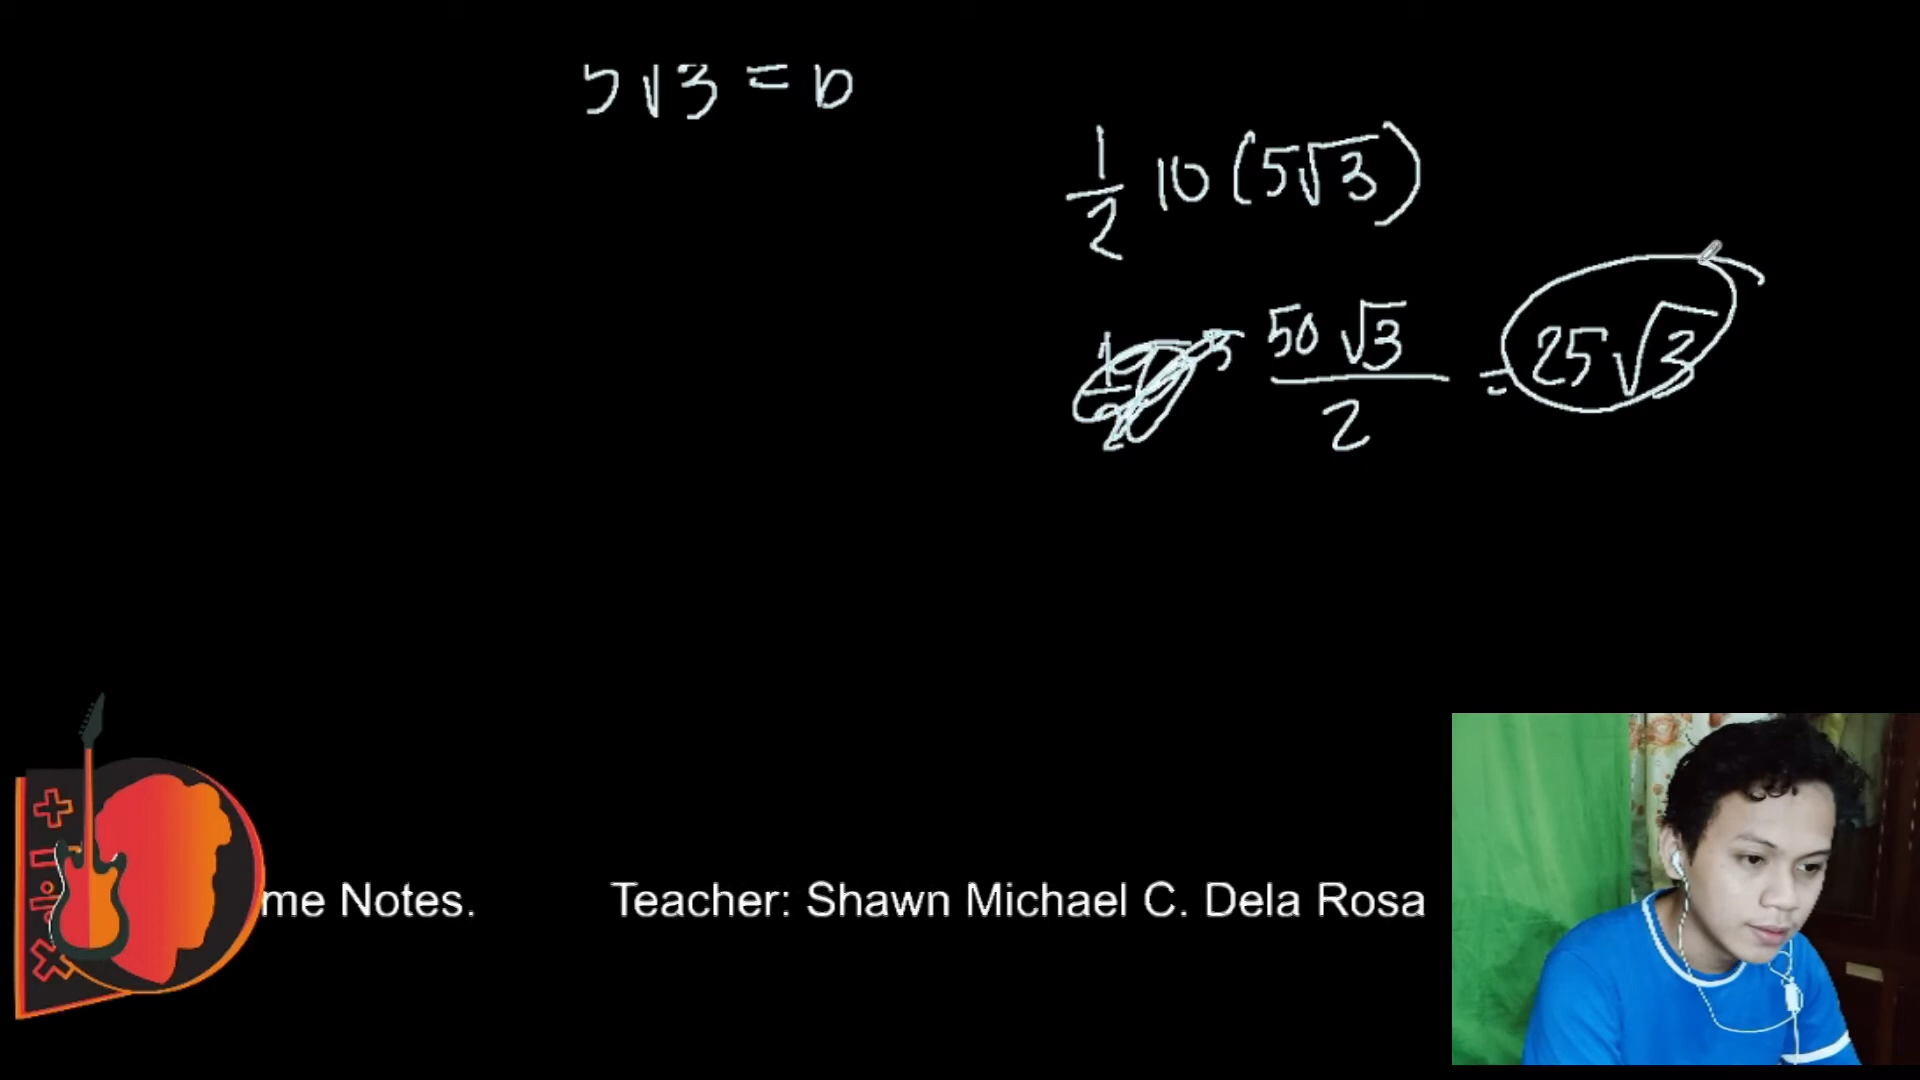 5√3 = b
1/2 10 (5√3)
50√3/2 = 25√3
me Notes. Teacher: Shawn Michael C. Dela Rosa